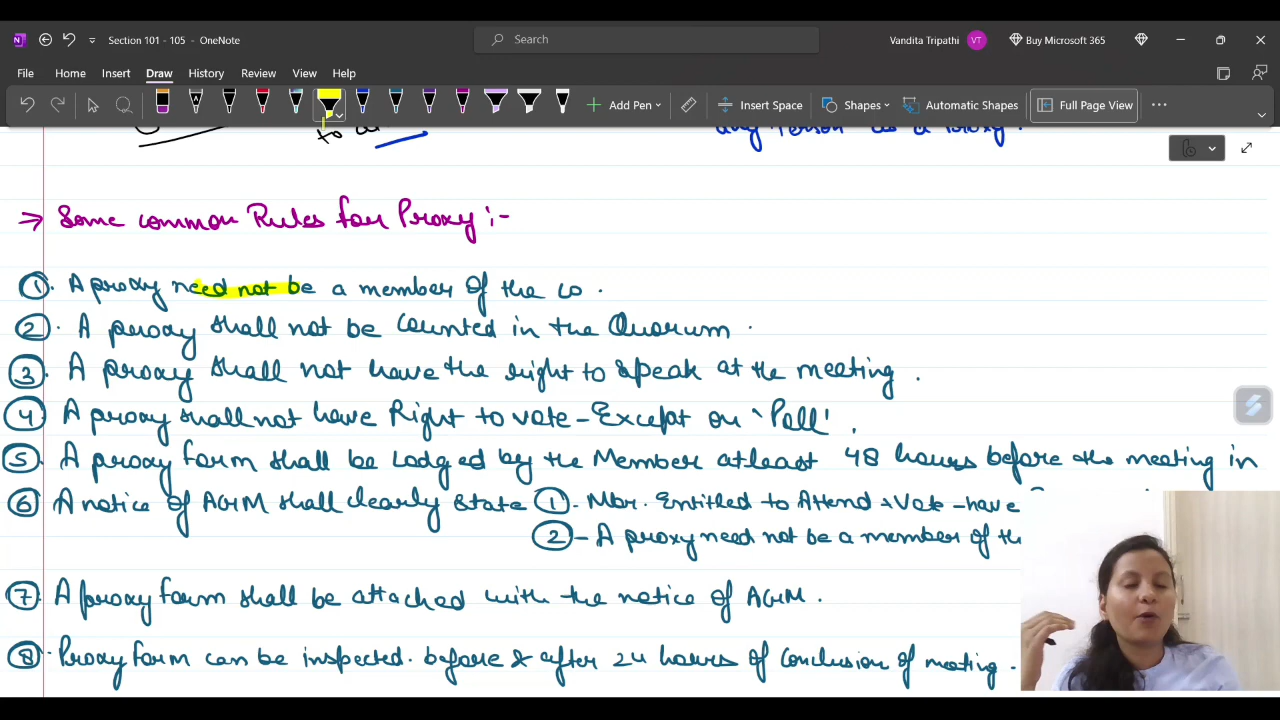 Section 101 - 105 - OneNote
Search
Vandita Tripathi VT Buy Microsoft 365
File Home Insert Draw History Review View Help
Add Pen Insert Space Shapes Automatic Shapes Full Page View
to
any Person as a Proxy.
→ Some common Rules for Proxy :-
①. A proxy need not be a member of the co.
②. A proxy shall not be counted in the Quorum.
③. A proxy shall not have the right to speak at the meeting.
④ A proxy shall not have Right to vote - Except on 'Poll'.
⑤. A proxy form shall be Lodged by the Member atleast 48 hours before the meeting in
⑥ A notice of AGM shall clearly state ①. Mbr. Entitled to Attend & Vote - have
② - A proxy need not be a member of the
⑦. A proxy form shall be attached with the notice of AGM.
⑧. Proxy form can be inspected. before & after 24 hours of conclusion of meeting.